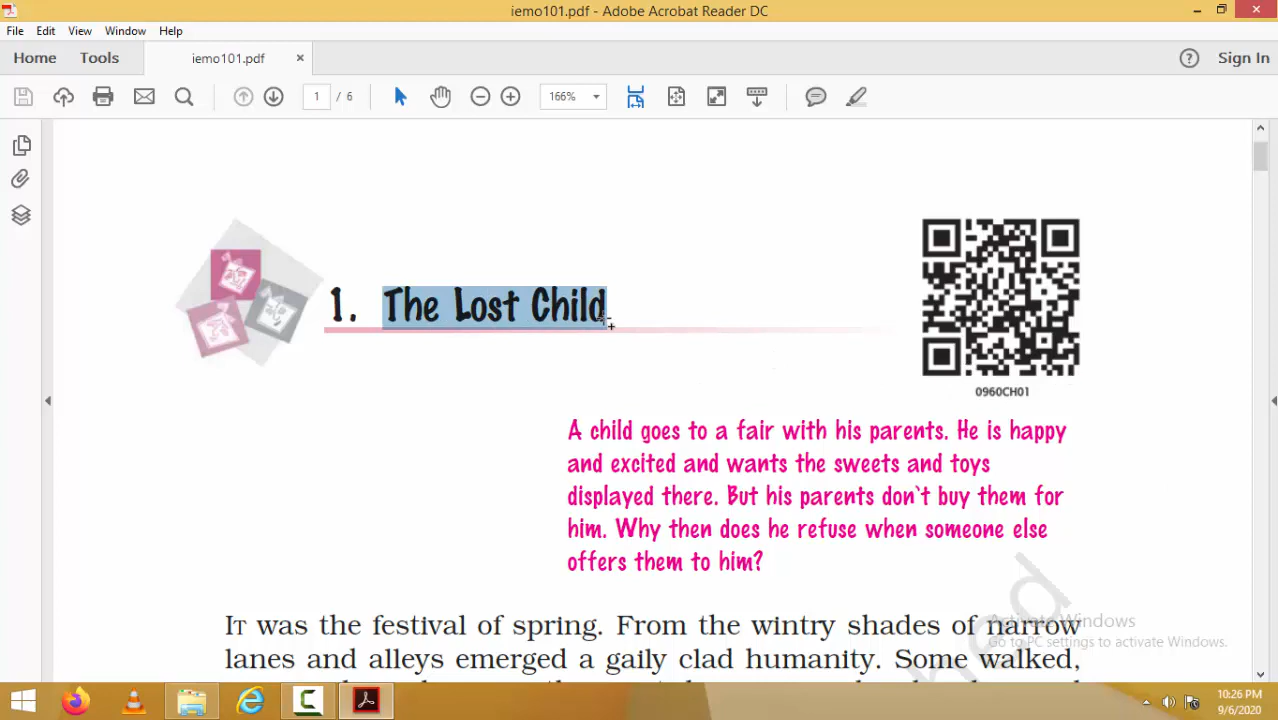 iemo101.pdf - Adobe Acrobat Reader DC
File Edit View Window Help
Home Tools iemo101.pdf × Sign In
1 / 6 166%
1. The Lost Child
0960CH01
A child goes to a fair with his parents. He is happy
and excited and wants the sweets and toys
displayed there. But his parents don't buy them for
him. Why then does he refuse when someone else
offers them to him?
IT was the festival of spring. From the wintry shades of narrow
lanes and alleys emerged a gaily clad humanity. Some walked,
Activate Windows
Go to PC settings to activate Windows.
10:26 PM
9/6/2020